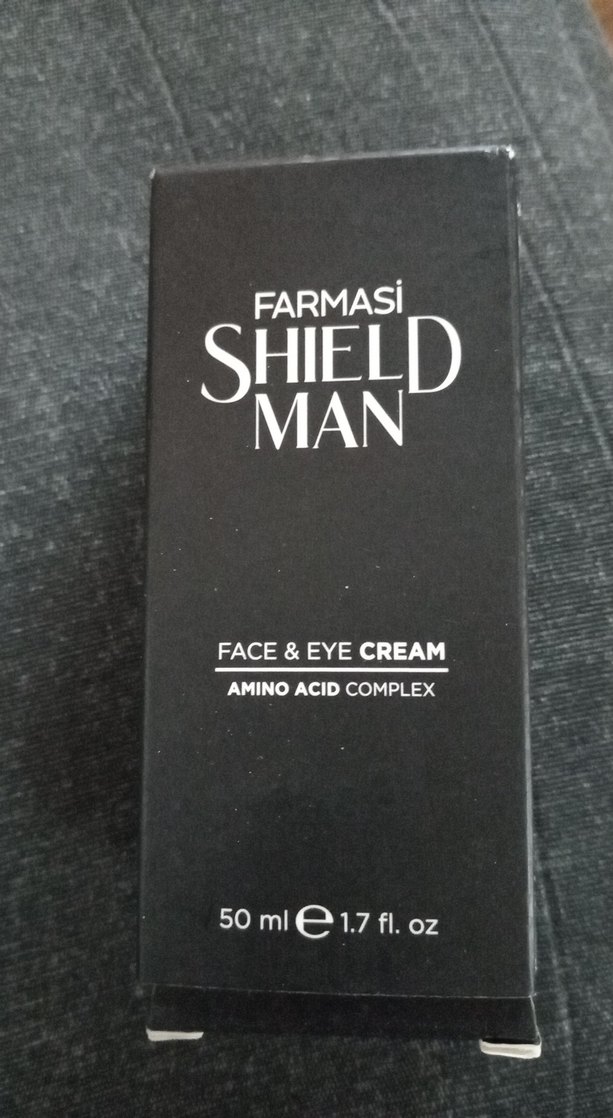 FARMASİ
SHIELD
MAN
FACE & EYE CREAM
AMINO ACID COMPLEX
50 ml ℮ 1.7 fl. oz